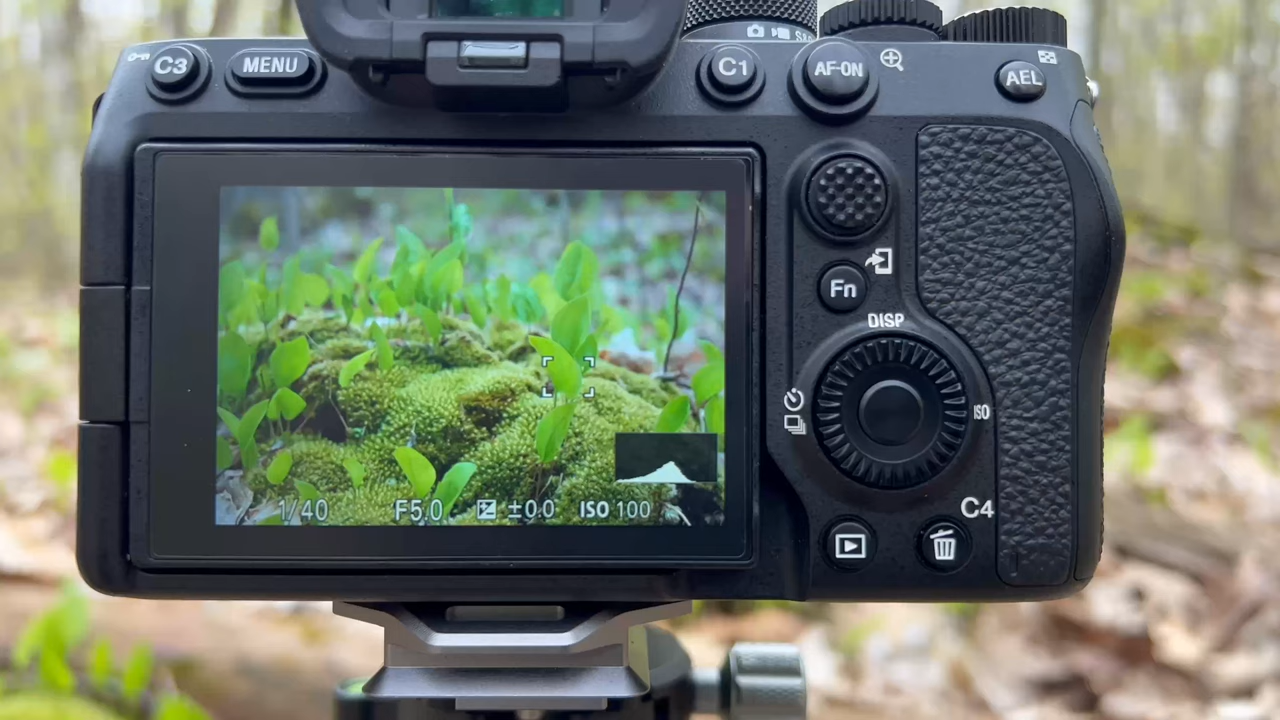 C3
MENU
C1
AF-ON
AEL
Fn
DISP
ISO
C4
1/40 F5.0 ±0.0 ISO 100